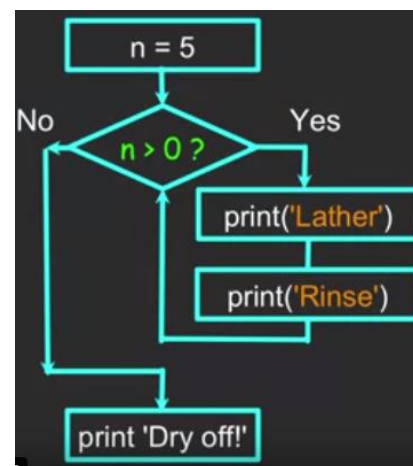 n = 5
No
Yes
n > 0 ?
print('Lather')
print('Rinse')
print 'Dry off!'